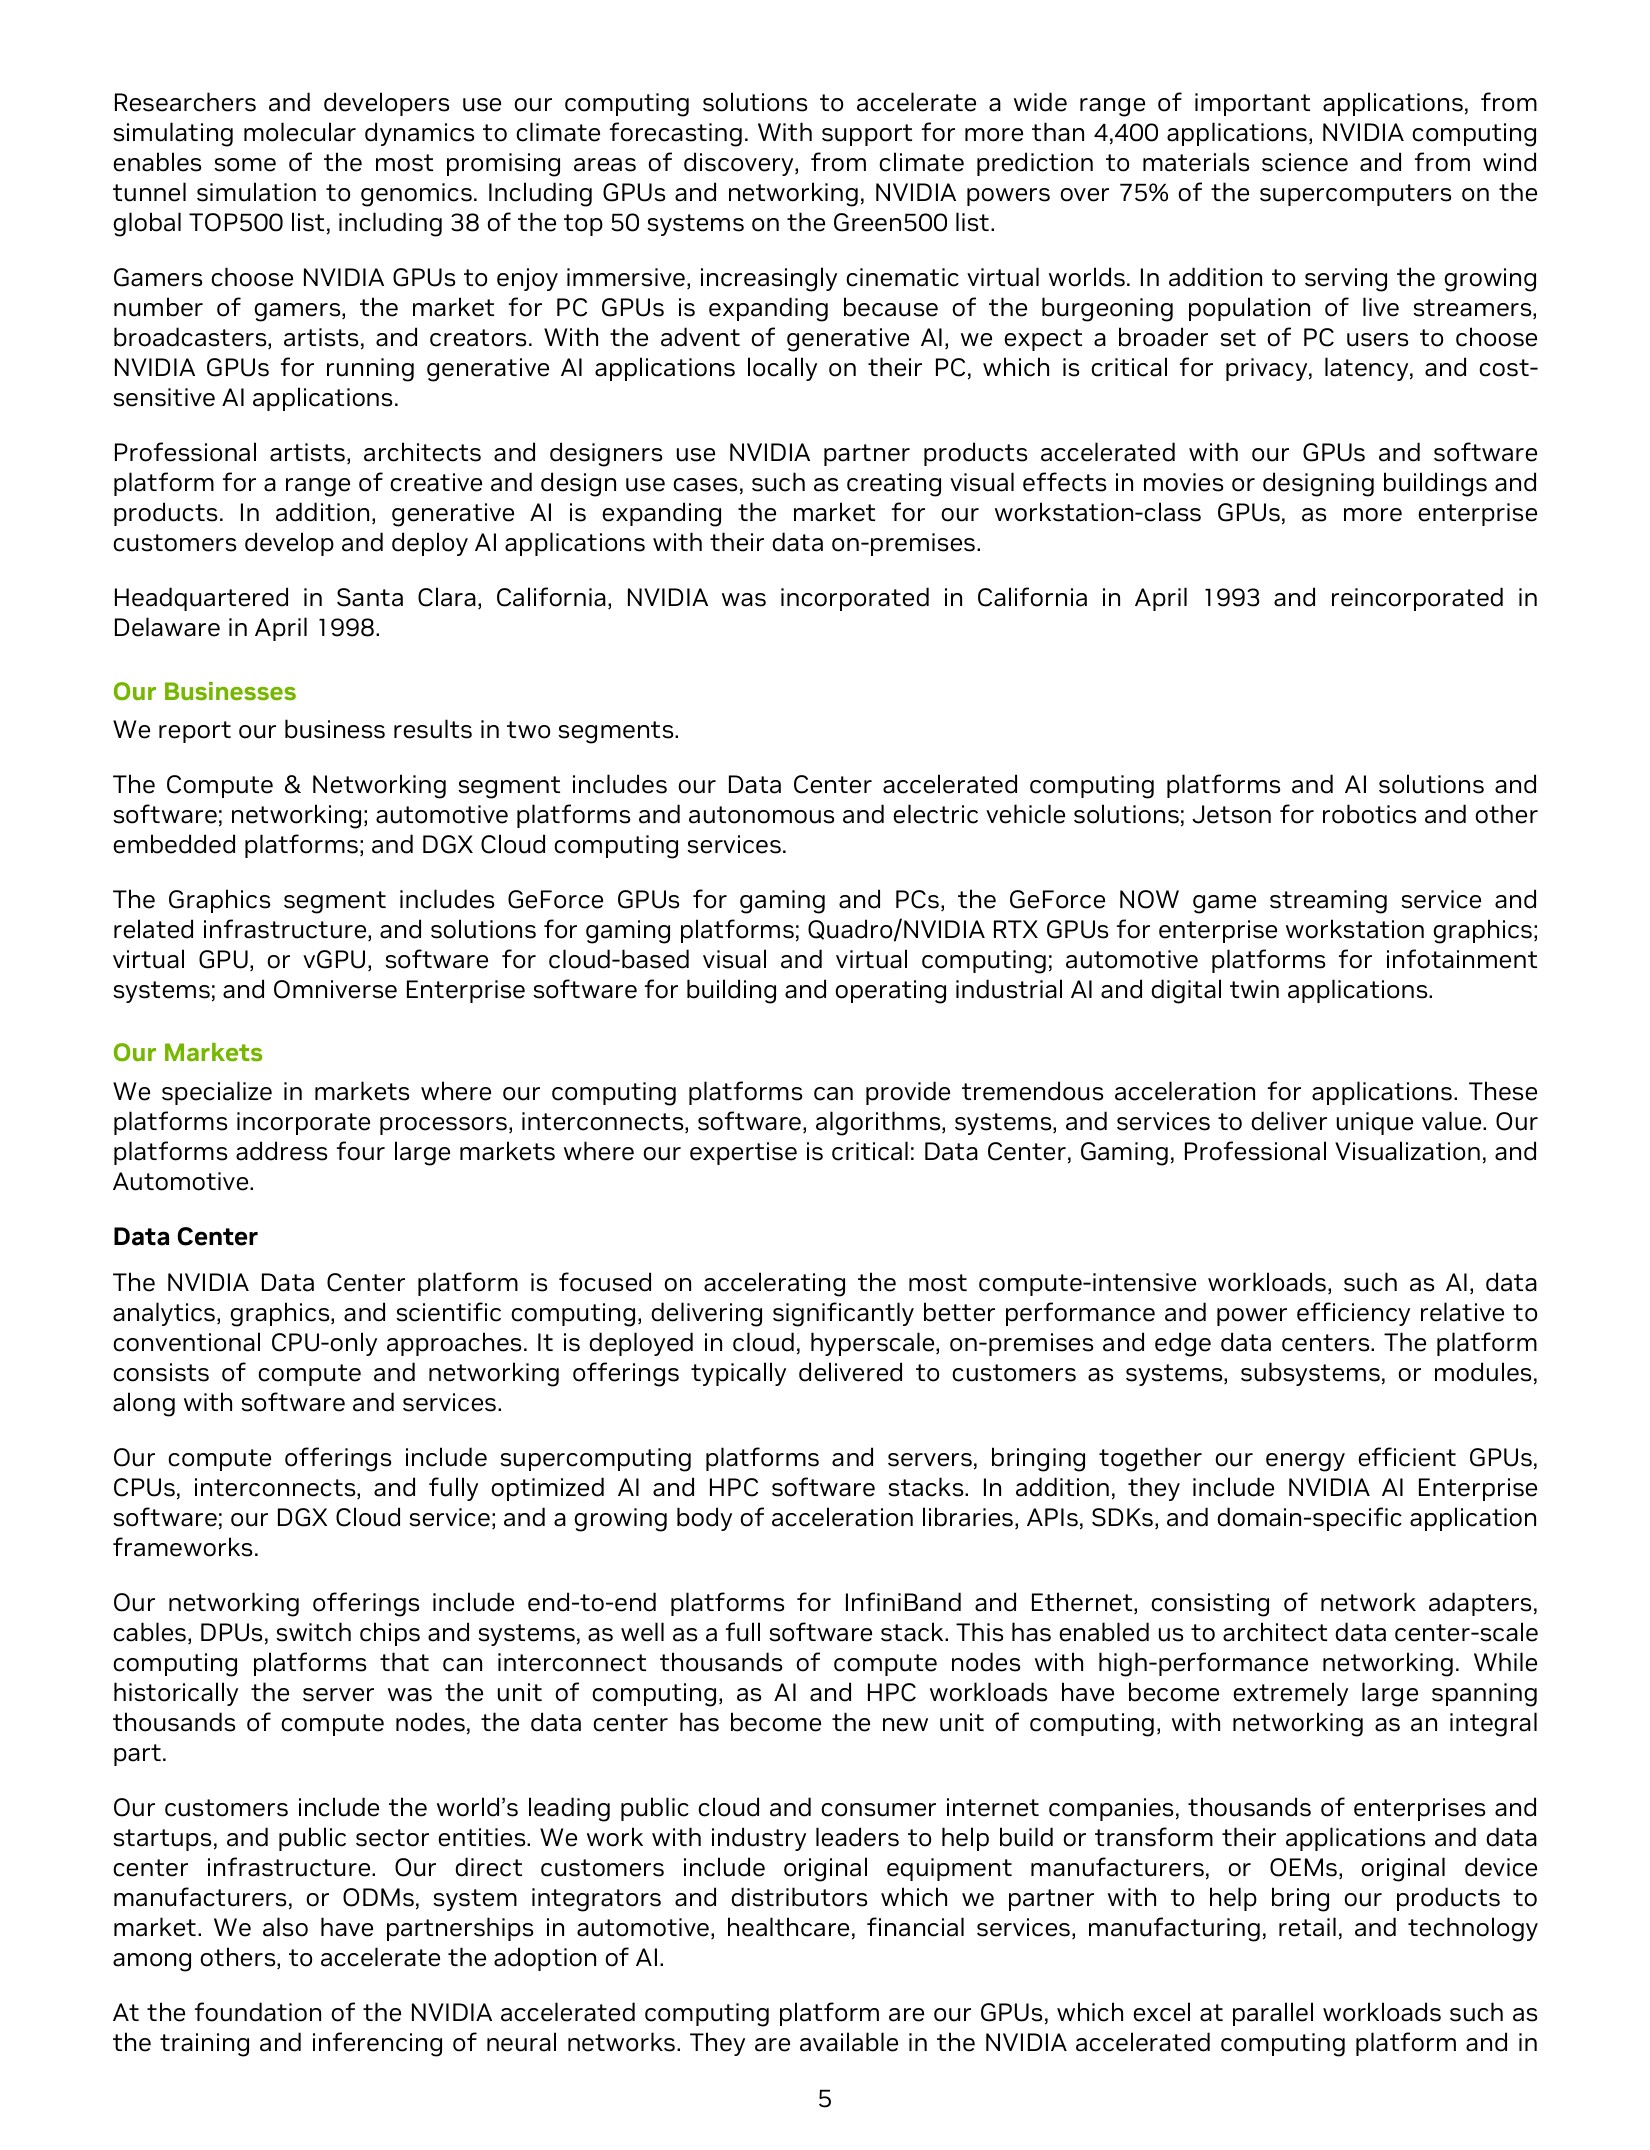 Researchers and developers use our computing solutions to accelerate a wide range of important applications, from
simulating molecular dynamics to climate forecasting. With support for more than 4,400 applications, NVIDIA computing
enables some of the most promising areas of discovery, from climate prediction to materials science and from wind
tunnel simulation to genomics. Including GPUs and networking, NVIDIA powers over 75% of the supercomputers on the
global TOP500 list, including 38 of the top 50 systems on the Green500 list.
Gamers choose NVIDIA GPUs to enjoy immersive, increasingly cinematic virtual worlds. In addition to serving the growing
number of gamers, the market for PC GPUs is expanding because of the burgeoning population of live streamers,
broadcasters, artists, and creators. With the advent of generative AI, we expect a broader set of PC users to choose
NVIDIA GPUs for running generative AI applications locally on their PC, which is critical for privacy, latency, and cost-
sensitive AI applications.
Professional artists, architects and designers use NVIDIA partner products accelerated with our GPUs and software
platform for a range of creative and design use cases, such as creating visual effects in movies or designing buildings and
products. In addition, generative AI is expanding the market for our workstation-class GPUs, as more enterprise
customers develop and deploy AI applications with their data on-premises.
Headquartered in Santa Clara, California, NVIDIA was incorporated in California in April 1993 and reincorporated in
Delaware in April 1998.
Our Businesses
We report our business results in two segments.
The Compute & Networking segment includes our Data Center accelerated computing platforms and AI solutions and
software; networking; automotive platforms and autonomous and electric vehicle solutions; Jetson for robotics and other
embedded platforms; and DGX Cloud computing services.
The Graphics segment includes GeForce GPUs for gaming and PCs, the GeForce NOW game streaming service and
related infrastructure, and solutions for gaming platforms; Quadro/NVIDIA RTX GPUs for enterprise workstation graphics;
virtual GPU, or vGPU, software for cloud-based visual and virtual computing; automotive platforms for infotainment
systems; and Omniverse Enterprise software for building and operating industrial AI and digital twin applications.
Our Markets
We specialize in markets where our computing platforms can provide tremendous acceleration for applications. These
platforms incorporate processors, interconnects, software, algorithms, systems, and services to deliver unique value. Our
platforms address four large markets where our expertise is critical: Data Center, Gaming, Professional Visualization, and
Automotive.
Data Center
The NVIDIA Data Center platform is focused on accelerating the most compute-intensive workloads, such as AI, data
analytics, graphics, and scientific computing, delivering significantly better performance and power efficiency relative to
conventional CPU-only approaches. It is deployed in cloud, hyperscale, on-premises and edge data centers. The platform
consists of compute and networking offerings typically delivered to customers as systems, subsystems, or modules,
along with software and services.
Our compute offerings include supercomputing platforms and servers, bringing together our energy efficient GPUs,
CPUs, interconnects, and fully optimized AI and HPC software stacks. In addition, they include NVIDIA AI Enterprise
software; our DGX Cloud service; and a growing body of acceleration libraries, APIs, SDKs, and domain-specific application
frameworks.
Our networking offerings include end-to-end platforms for InfiniBand and Ethernet, consisting of network adapters,
cables, DPUs, switch chips and systems, as well as a full software stack. This has enabled us to architect data center-scale
computing platforms that can interconnect thousands of compute nodes with high-performance networking. While
historically the server was the unit of computing, as AI and HPC workloads have become extremely large spanning
thousands of compute nodes, the data center has become the new unit of computing, with networking as an integral
part.
Our customers include the world’s leading public cloud and consumer internet companies, thousands of enterprises and
startups, and public sector entities. We work with industry leaders to help build or transform their applications and data
center infrastructure. Our direct customers include original equipment manufacturers, or OEMs, original device
manufacturers, or ODMs, system integrators and distributors which we partner with to help bring our products to
market. We also have partnerships in automotive, healthcare, financial services, manufacturing, retail, and technology
among others, to accelerate the adoption of AI.
At the foundation of the NVIDIA accelerated computing platform are our GPUs, which excel at parallel workloads such as
the training and inferencing of neural networks. They are available in the NVIDIA accelerated computing platform and in
5